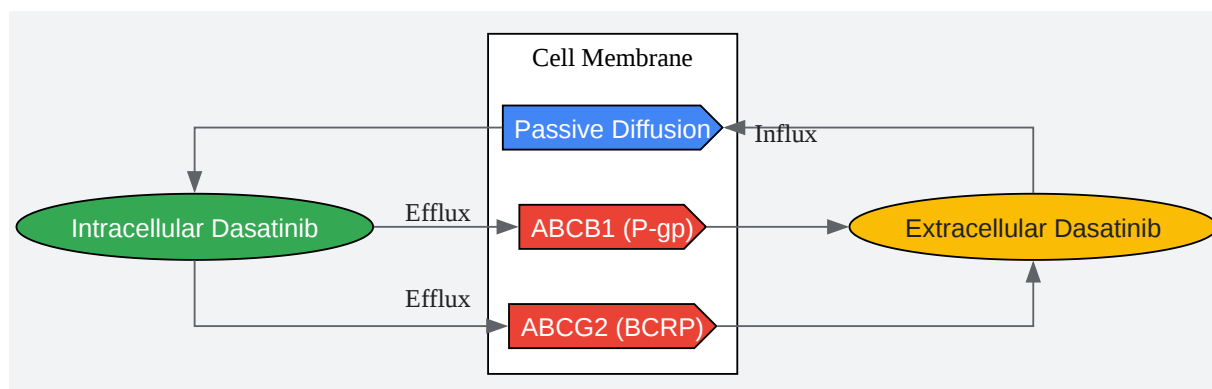 Cell Membrane
Passive Diffusion
Influx
Intracellular Dasatinib
Efflux
ABCB1 (P-gp)
Extracellular Dasatinib
Efflux
ABCG2 (BCRP)